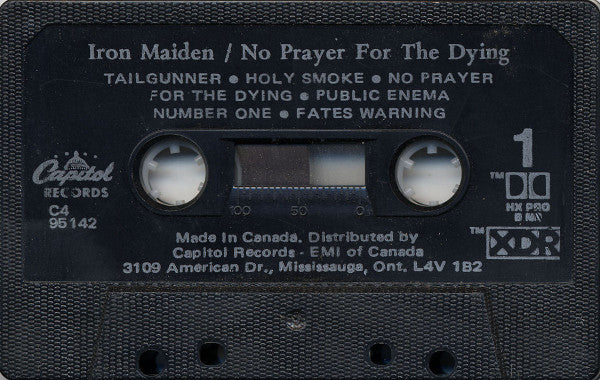 Iron Maiden / No Prayer For The Dying
TAILGUNNER • HOLY SMOKE • NO PRAYER
FOR THE DYING • PUBLIC ENEMA
NUMBER ONE • FATES WARNING
Capitol
RECORDS
C4
95142
1
™
HX PRO
B NR
™ XDR
100 50 0
Made In Canada. Distributed by
Capitol Records - EMI of Canada
3109 American Dr., Mississauga, Ont. L4V 1B2